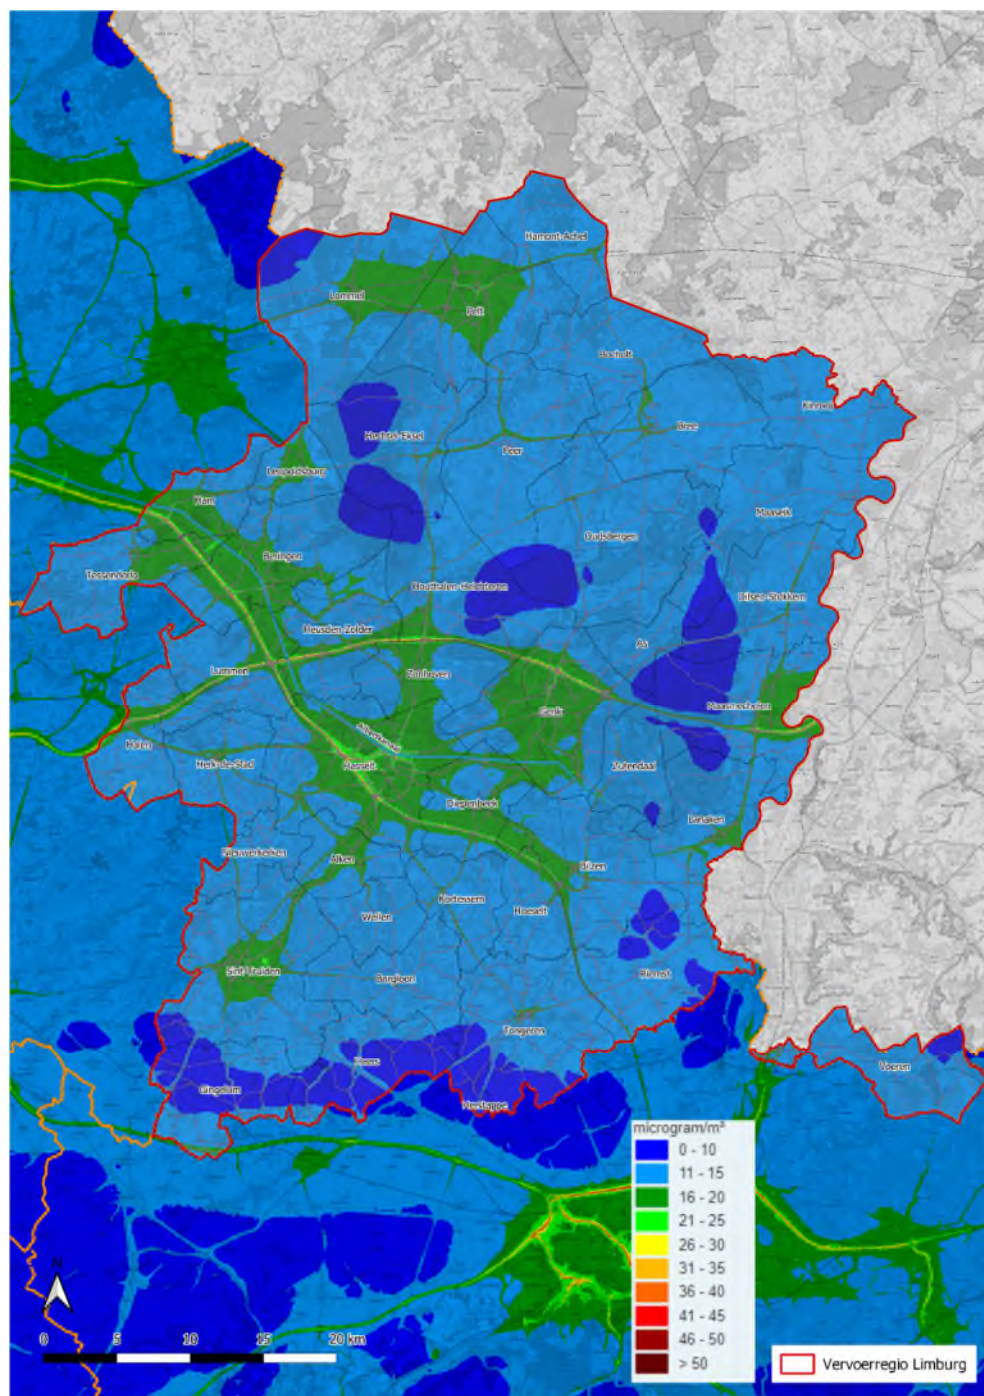 Hamont-Achel
Lommel
Pelt
Bocholt
Kinrooi
Hechtel-Eksel
Bree
Peer
Leopoldsburg
Ham
Maaseik
Oudsbergen
Beringen
Tessenderlo
Houthalen-Helchteren
Dilsen-Stokkem
Heusden-Zolder
As
Lummen
Zonhoven
Maasmechelen
Genk
Albertkanaal
Halen
Herk-de-Stad
Hasselt
Zutendaal
Diepenbeek
Lanaken
Nieuwerkerken
Alken
Bilzen
Kortessem
Wellen
Hoeselt
Sint-Truiden
Borgloon
Riemst
Tongeren
Heers
Voeren
Gingelom
Herstappe
microgram/m³
0 - 10
11 - 15
16 - 20
21 - 25
26 - 30
31 - 35
36 - 40
41 - 45
46 - 50
> 50
N
0 5 10 15 20 km
Vervoerregio Limburg